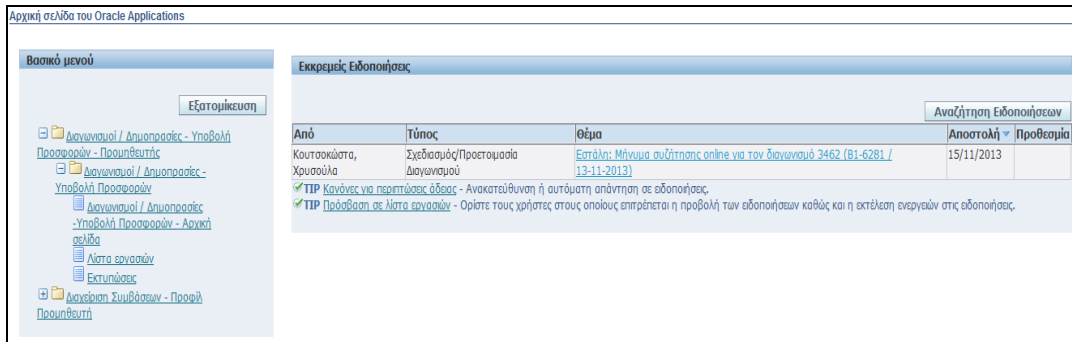 Αρχική σελίδα του Oracle Applications
Βασικό μενού
Εξατομίκευση
Διαγωνισμοί / Δημοπρασίες - Υποβολή
Προσφορών - Προμηθευτής
Διαγωνισμοί / Δημοπρασίες -
Υποβολή Προσφορών
Διαγωνισμοί / Δημοπρασίες
-Υποβολή Προσφορών - Αρχική
σελίδα
Λίστα εργασιών
Εκτυπώσεις
Διαχείριση Συμβάσεων - Προφίλ
Προμηθευτή
Εκκρεμείς Ειδοποιήσεις
Αναζήτηση Ειδοποιήσεων
Από Τύπος Θέμα Αποστολή Προθεσμία
Κουτσοκώστα, Σχεδιασμός/Προετοιμασία Εστάλη: Μήνυμα συζήτησης online για τον διαγωνισμό 3462 (B1-6281 / 15/11/2013
Χρυσούλα Διαγωνισμού 13-11-2013)
TIP Κανόνες για περιπτώσεις άδειας - Ανακατεύθυνση ή αυτόματη απάντηση σε ειδοποιήσεις.
TIP Πρόσβαση σε λίστα εργασιών - Ορίστε τους χρήστες στους οποίους επιτρέπεται η προβολή των ειδοποιήσεων καθώς και η εκτέλεση ενεργειών στις ειδοποιήσεις.